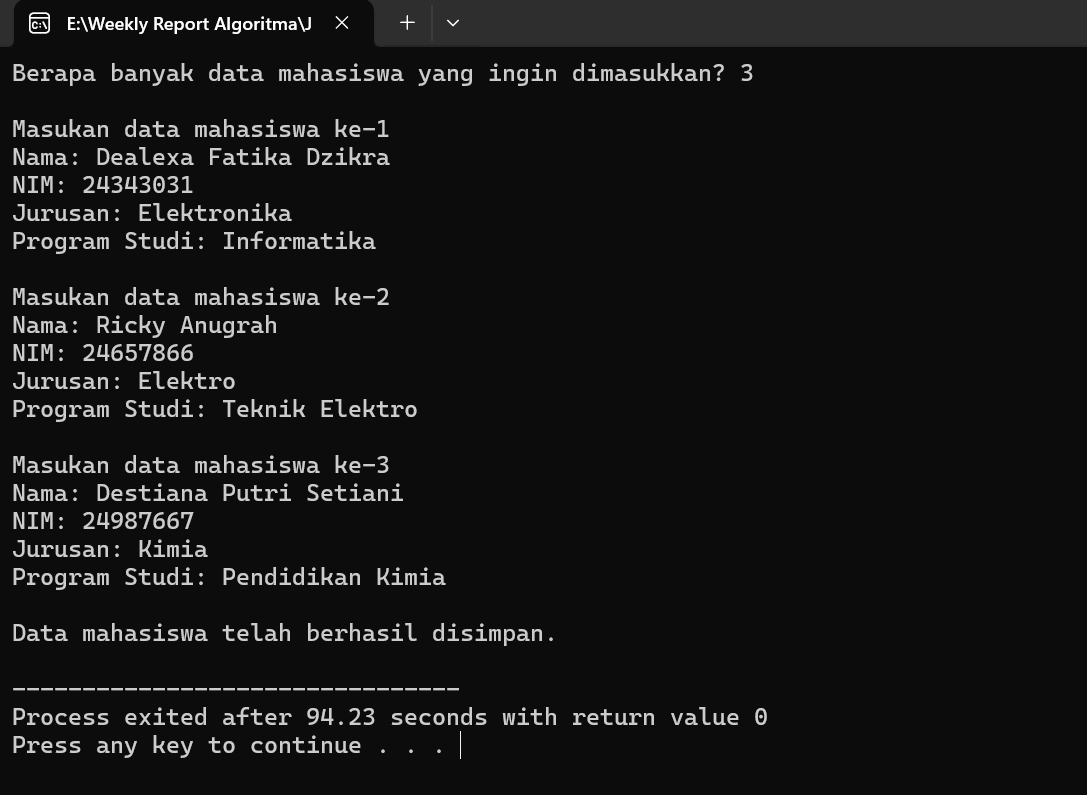 E:\Weekly Report Algoritma\J
Berapa banyak data mahasiswa yang ingin dimasukkan? 3
Masukan data mahasiswa ke-1
Nama: Dealexa Fatika Dzikra
NIM: 24343031
Jurusan: Elektronika
Program Studi: Informatika
Masukan data mahasiswa ke-2
Nama: Ricky Anugrah
NIM: 24657866
Jurusan: Elektro
Program Studi: Teknik Elektro
Masukan data mahasiswa ke-3
Nama: Destiana Putri Setiani
NIM: 24987667
Jurusan: Kimia
Program Studi: Pendidikan Kimia
Data mahasiswa telah berhasil disimpan.
--------------------------------
Process exited after 94.23 seconds with return value 0
Press any key to continue . . .